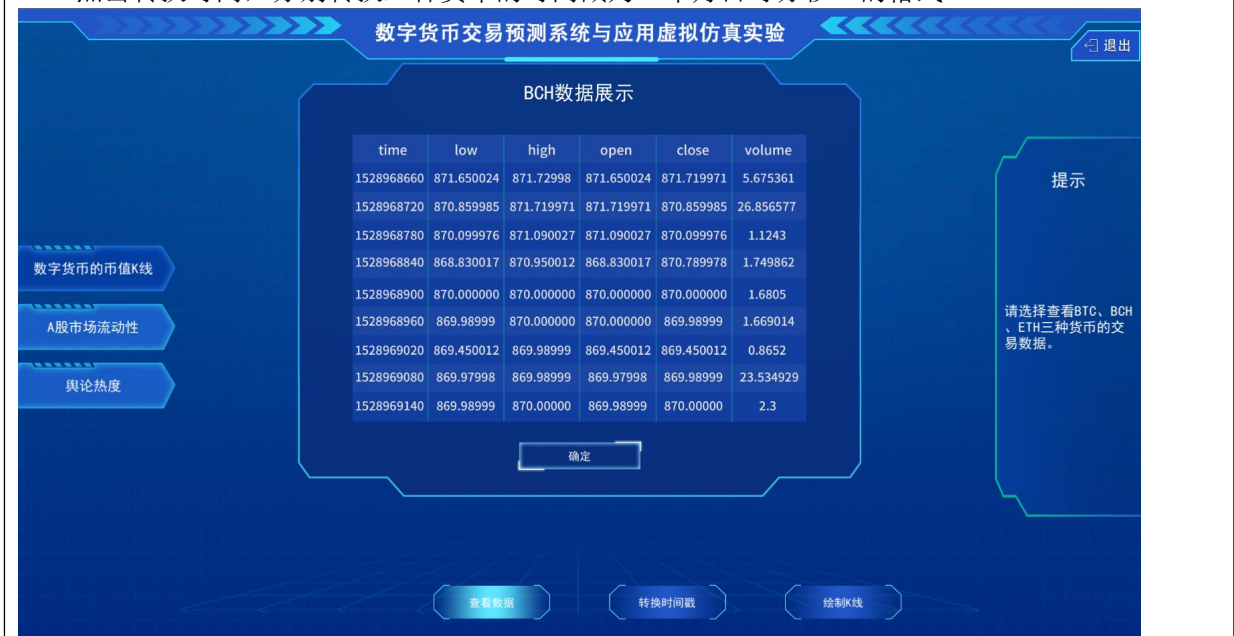 数字货币交易预测系统与应用虚拟仿真实验
退出
BCH数据展示
time low high open close volume
1528968660 871.650024 871.72998 871.650024 871.719971 5.675361
1528968720 870.859985 871.719971 871.719971 870.859985 26.856577
1528968780 870.099976 871.090027 871.090027 870.099976 1.1243
1528968840 868.830017 870.950012 868.830017 870.789978 1.749862
1528968900 870.000000 870.000000 870.000000 870.000000 1.6805
1528968960 869.98999 870.000000 870.000000 869.98999 1.669014
1528969020 869.450012 869.98999 869.450012 869.450012 0.8652
1528969080 869.97998 869.98999 869.97998 869.98999 23.534929
1528969140 869.98999 870.00000 869.98999 870.00000 2.3
确定
数字货币的币值K线
A股市场流动性
舆论热度
提示
请选择查看BTC、BCH
、ETH三种货币的交
易数据。
查看数据
转换时间戳
绘制K线